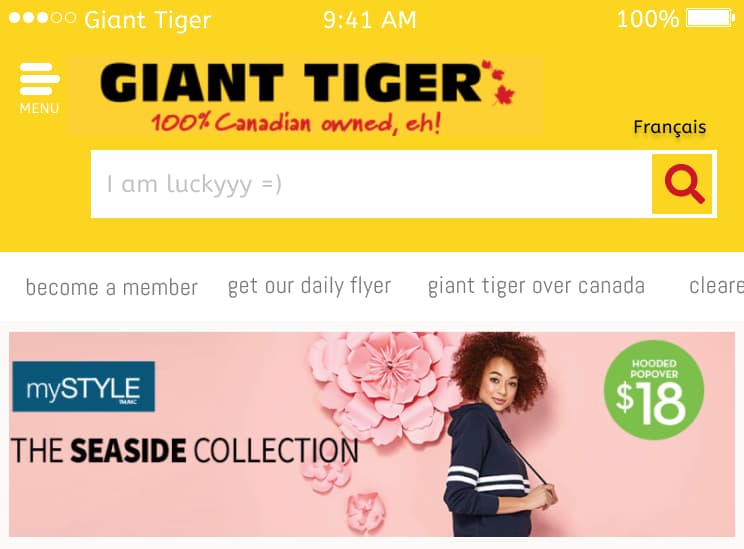 Giant Tiger
9:41 AM
100%
MENU
GIANT TIGER
100% Canadian owned, eh!
Français
I am luckyyy =)
become a member
get our daily flyer
giant tiger over canada
cleare
mySTYLE
THE SEASIDE COLLECTION
HOODED
POPOVER
$18